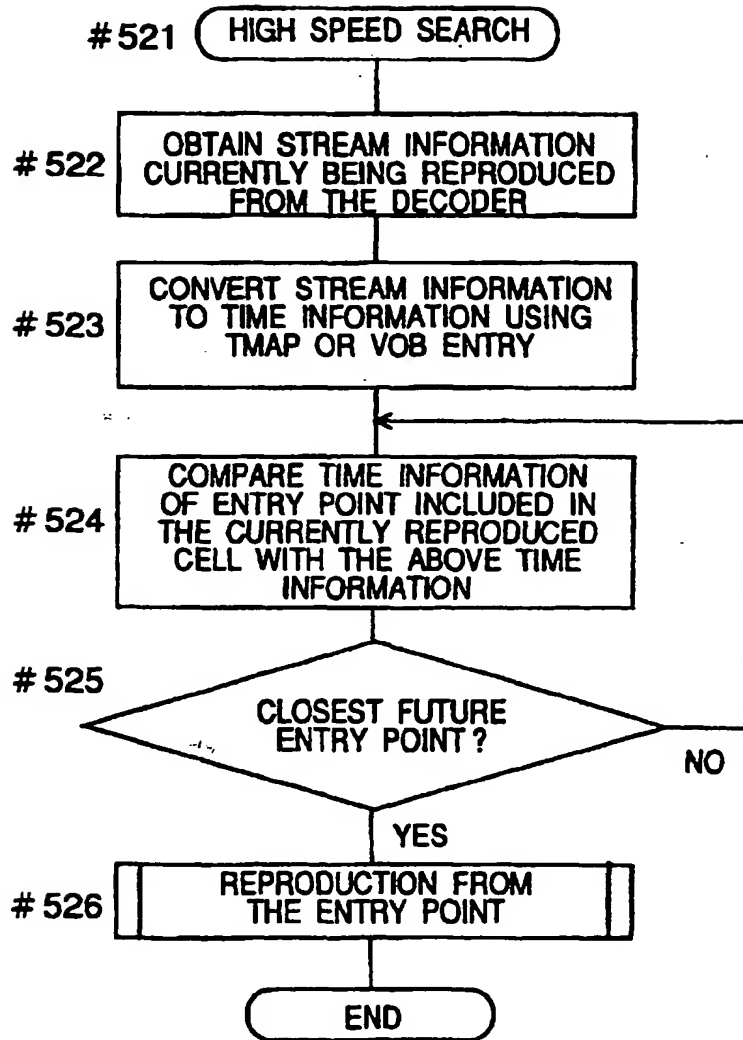 #521 HIGH SPEED SEARCH
#522 OBTAIN STREAM INFORMATION
CURRENTLY BEING REPRODUCED
FROM THE DECODER
#523 CONVERT STREAM INFORMATION
TO TIME INFORMATION USING
TMAP OR VOB ENTRY
#524 COMPARE TIME INFORMATION
OF ENTRY POINT INCLUDED IN
THE CURRENTLY REPRODUCED
CELL WITH THE ABOVE TIME
INFORMATION
#525 CLOSEST FUTURE
ENTRY POINT?
NO
YES
#526 REPRODUCTION FROM
THE ENTRY POINT
END